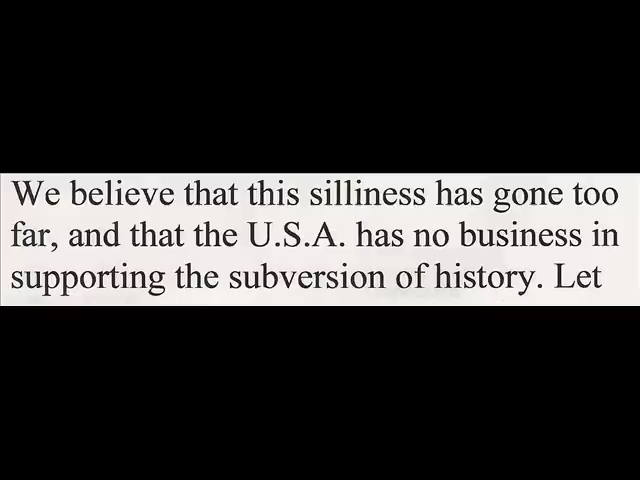 We believe that this silliness has gone too
far, and that the U.S.A. has no business in
supporting the subversion of history. Let